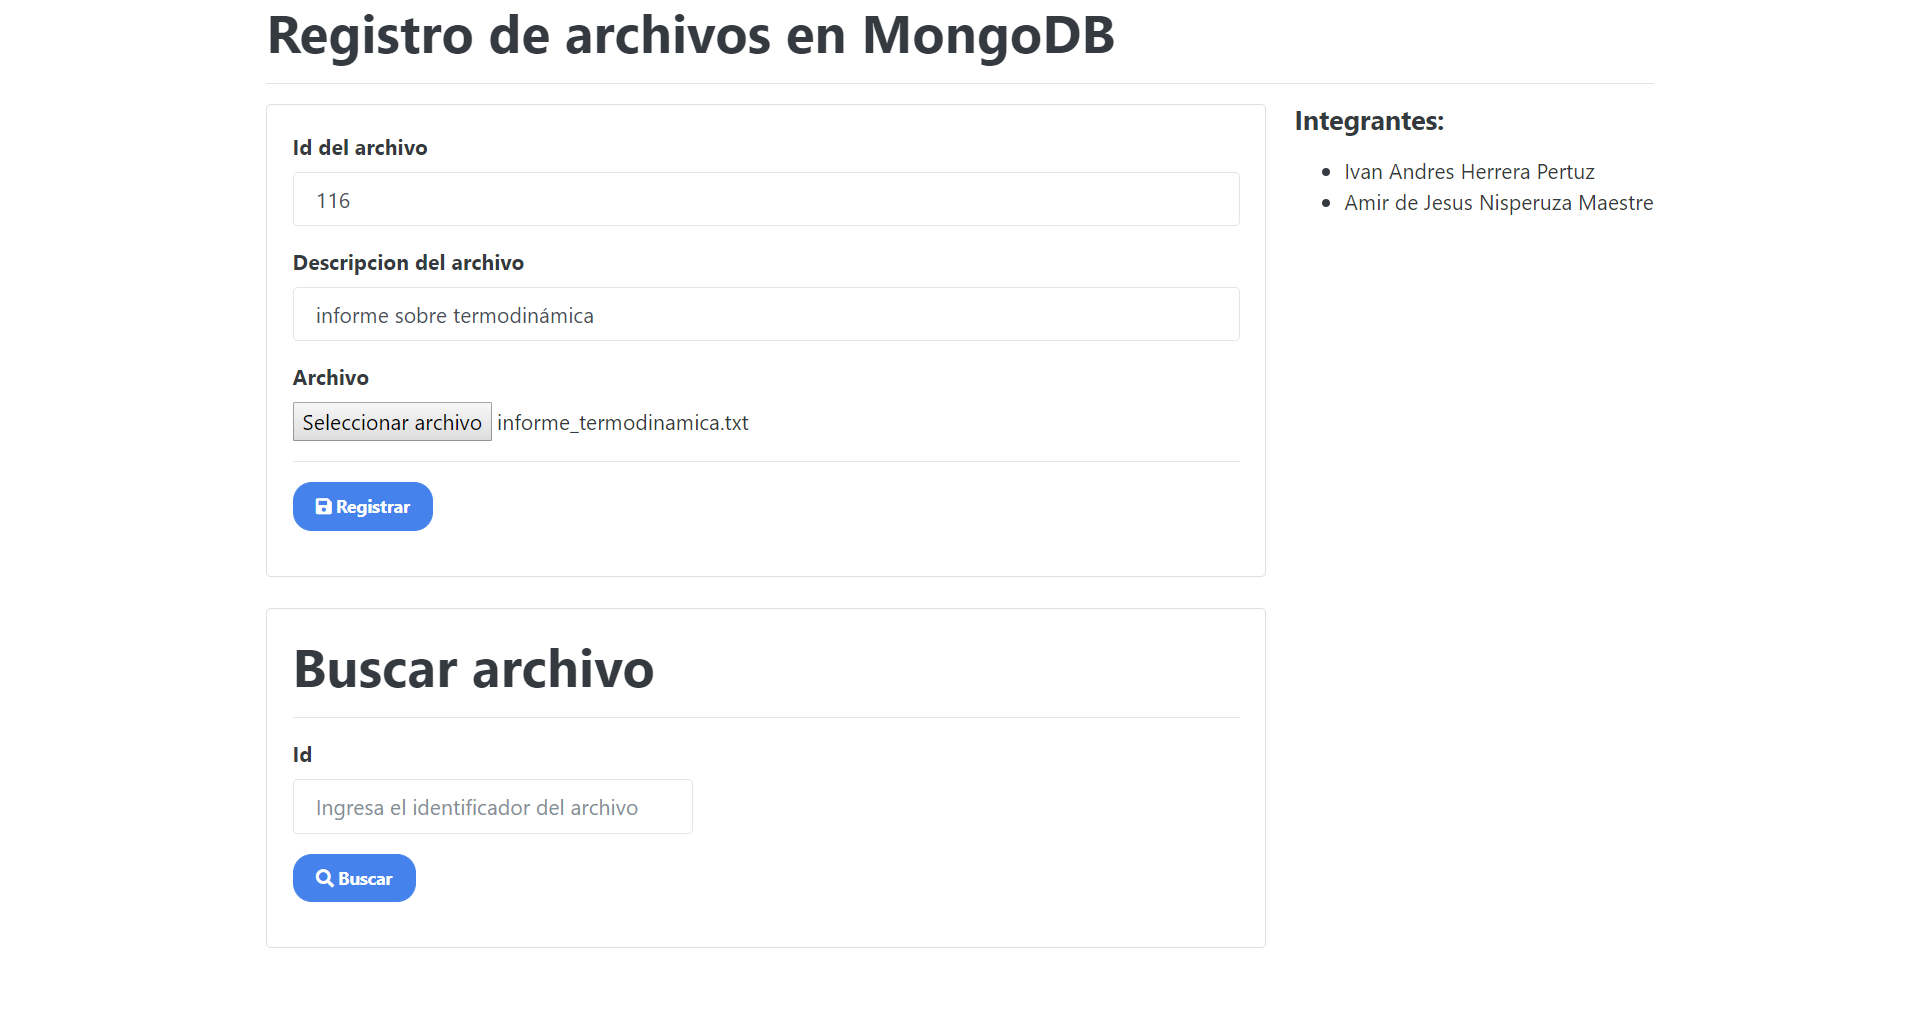 Registro de archivos en MongoDB
Id del archivo
116
Descripcion del archivo
informe sobre termodinámica
Archivo
Seleccionar archivo informe_termodinamica.txt
Registrar
Integrantes:
Ivan Andres Herrera Pertuz
Amir de Jesus Nisperuza Maestre
Buscar archivo
Id
Ingresa el identificador del archivo
Buscar